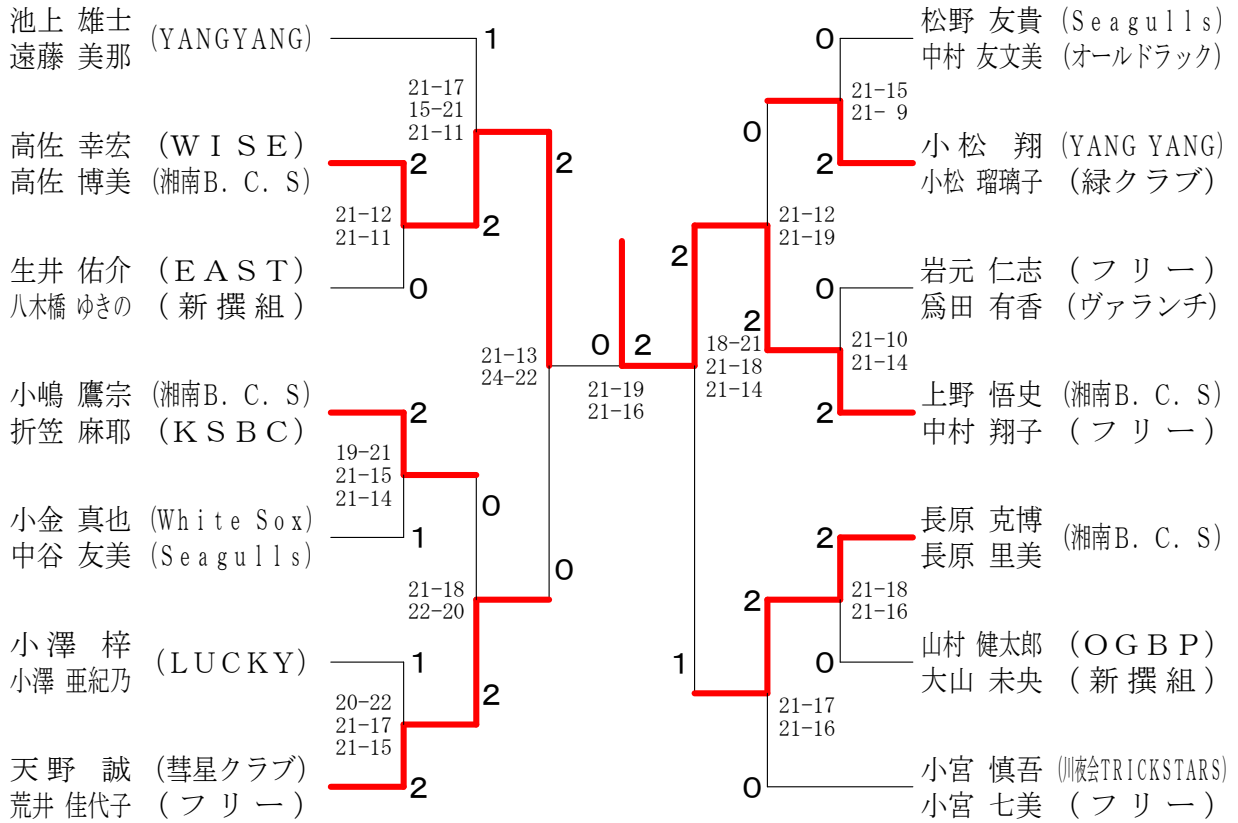 池上 雄士
遠藤 美那
(YANGYANG)
1
21-17
15-21
21-11
高佐 幸宏 (ＷＩＳＥ)
高佐 博美 (湘南B. C. S)
2
2
21-12
21-11
2
生井 佑介 (ＥＡＳＴ)
八木橋 ゆきの (新撰組)
0
21-13
24-22
小嶋 鷹宗 (湘南B. C. S)
折笠 麻耶 (ＫＳＢＣ)
2
19-21
21-15
21-14
0
小金 真也 (White Sox)
中谷 友美 (Seagulls)
1
0
21-18
22-20
小澤 梓
小澤 亜紀乃
(LUCKY)
1
20-22
21-17
21-15
2
天野 誠 (彗星クラブ)
荒井 佳代子 (フリー)
2
0 2
21-19
21-16
松野 友貴 (Seagulls)
中村 友文美 (オールドラック)
0
21-15
21- 9
0
小松 翔 (YANG YANG)
小松 瑠璃子 (緑クラブ)
2
21-12
21-19
2
岩元 仁志 (フリー)
爲田 有香 (ヴァランチ)
0
2
21-10
21-14
18-21
21-18
21-14
上野 悟史 (湘南B. C. S)
中村 翔子 (フリー)
2
長原 克博
長原 里美
(湘南B. C. S)
2
21-18
21-16
2
山村 健太郎 (ＯＧＢＰ)
大山 未央 (新撰組)
0
1
21-17
21-16
小宮 慎吾 (川夜会TRICKSTARS)
小宮 七美 (フリー)
0